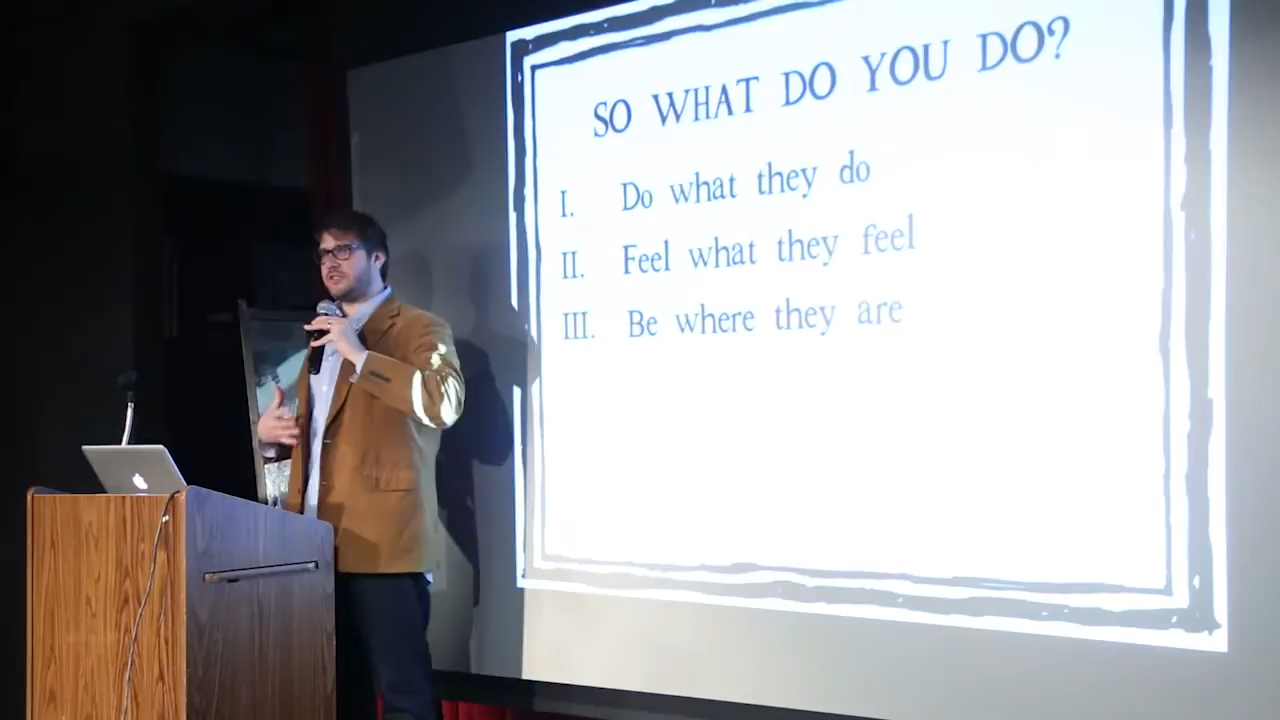 SO WHAT DO YOU DO?
I. Do what they do
II. Feel what they feel
III. Be where they are